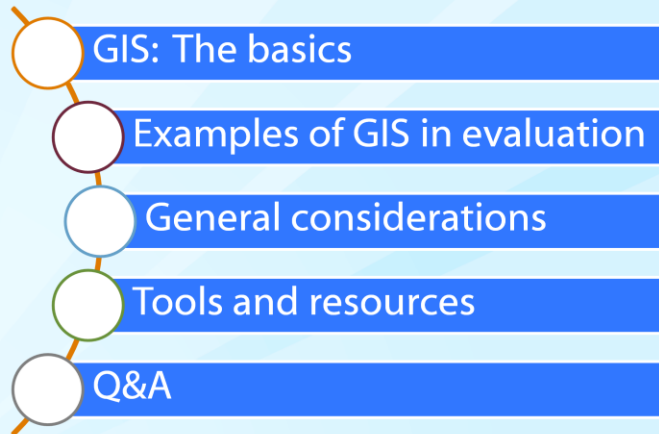 GIS: The basics
Examples of GIS in evaluation
General considerations
Tools and resources
Q&A